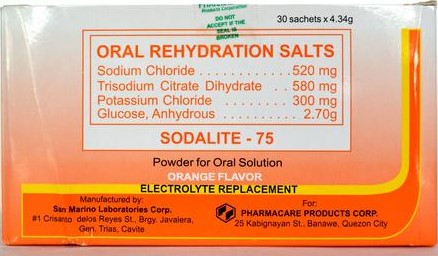 Products Corporation
DO NOT
ACCEPT IF THE
SEAL IS
BROKEN
30 sachets x 4.34g
ORAL REHYDRATION SALTS
Sodium Chloride . . . . . . . . . . . . 520 mg
Trisodium Citrate Dihydrate . . 580 mg
Potassium Chloride . . . . . . . . . 300 mg
Glucose, Anhydrous . . . . . . . . . . 2.70g
SODALITE - 75
Powder for Oral Solution
ORANGE FLAVOR
ELECTROLYTE REPLACEMENT
Manufactured by:
San Marino Laboratories Corp.
#1 Crisanto delos Reyes St., Brgy. Javalera,
Gen. Trias, Cavite
For:
PHARMACARE PRODUCTS CORP.
25 Kabignayan St., Banawe, Quezon City